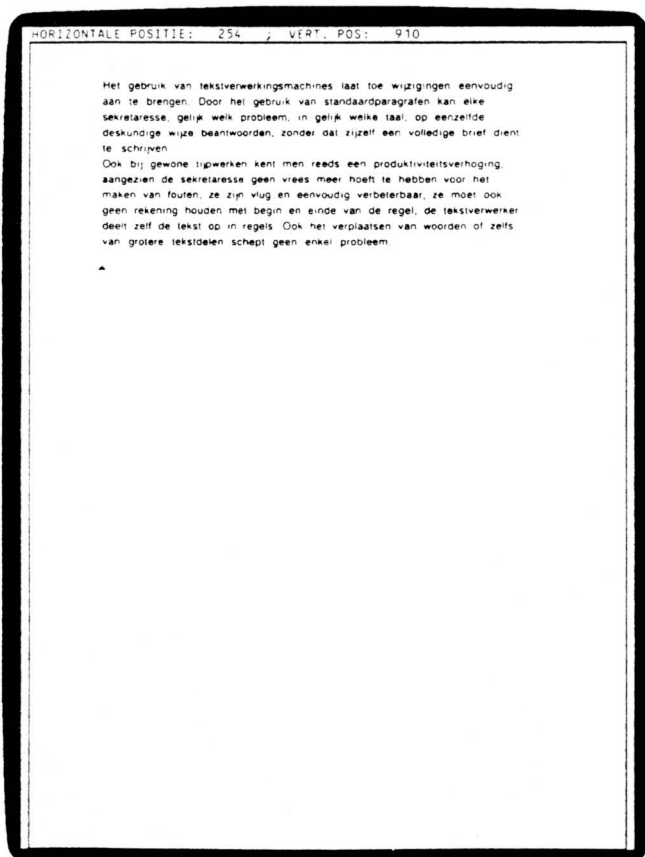 HORIZONTALE POSITIE: 254 ; VERT. POS: 910
Het gebruik van tekstverwerkingsmachines laat toe wijzigingen eenvoudig
aan te brengen. Door het gebruik van standaardparagrafen kan elke
sekretaresse, gelijk welk probleem, in gelijk welke taal, op eenzelfde
deskundige wijze beantwoorden, zonder dat zijzelf een volledige brief dient
te schrijven
Ook bij gewone tijpwerken kent men reeds een produktiviteitsverhoging,
aangezien de sekretaresse geen vrees meer hoeft te hebben voor het
maken van fouten, ze zijn vlug en eenvoudig verbeterbaar, ze moet ook
geen rekening houden met begin en einde van de regel, de tekstverwerker
deelt zelf de tekst op in regels. Ook het verplaatsen van woorden of zelfs
van grotere tekstdelen schept geen enkel probleem.